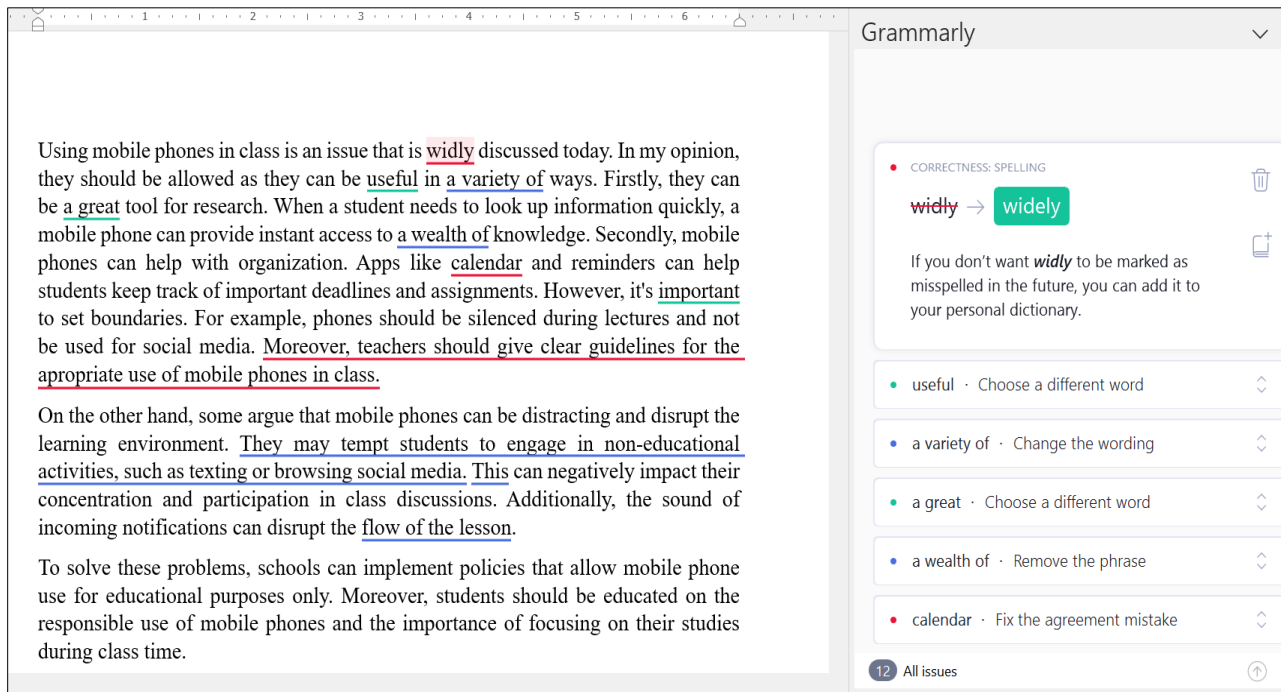 1 2 3 4 5 6
Grammarly
Using mobile phones in class is an issue that is widly discussed today. In my opinion,
they should be allowed as they can be useful in a variety of ways. Firstly, they can
be a great tool for research. When a student needs to look up information quickly, a
mobile phone can provide instant access to a wealth of knowledge. Secondly, mobile
phones can help with organization. Apps like calendar and reminders can help
students keep track of important deadlines and assignments. However, it's important
to set boundaries. For example, phones should be silenced during lectures and not
be used for social media. Moreover, teachers should give clear guidelines for the
apropriate use of mobile phones in class.
On the other hand, some argue that mobile phones can be distracting and disrupt the
learning environment. They may tempt students to engage in non-educational
activities, such as texting or browsing social media. This can negatively impact their
concentration and participation in class discussions. Additionally, the sound of
incoming notifications can disrupt the flow of the lesson.
To solve these problems, schools can implement policies that allow mobile phone
use for educational purposes only. Moreover, students should be educated on the
responsible use of mobile phones and the importance of focusing on their studies
during class time.
CORRECTNESS: SPELLING
widly → widely
If you don't want widly to be marked as
misspelled in the future, you can add it to
your personal dictionary.
useful · Choose a different word
a variety of · Change the wording
a great · Choose a different word
a wealth of · Remove the phrase
calendar · Fix the agreement mistake
12 All issues